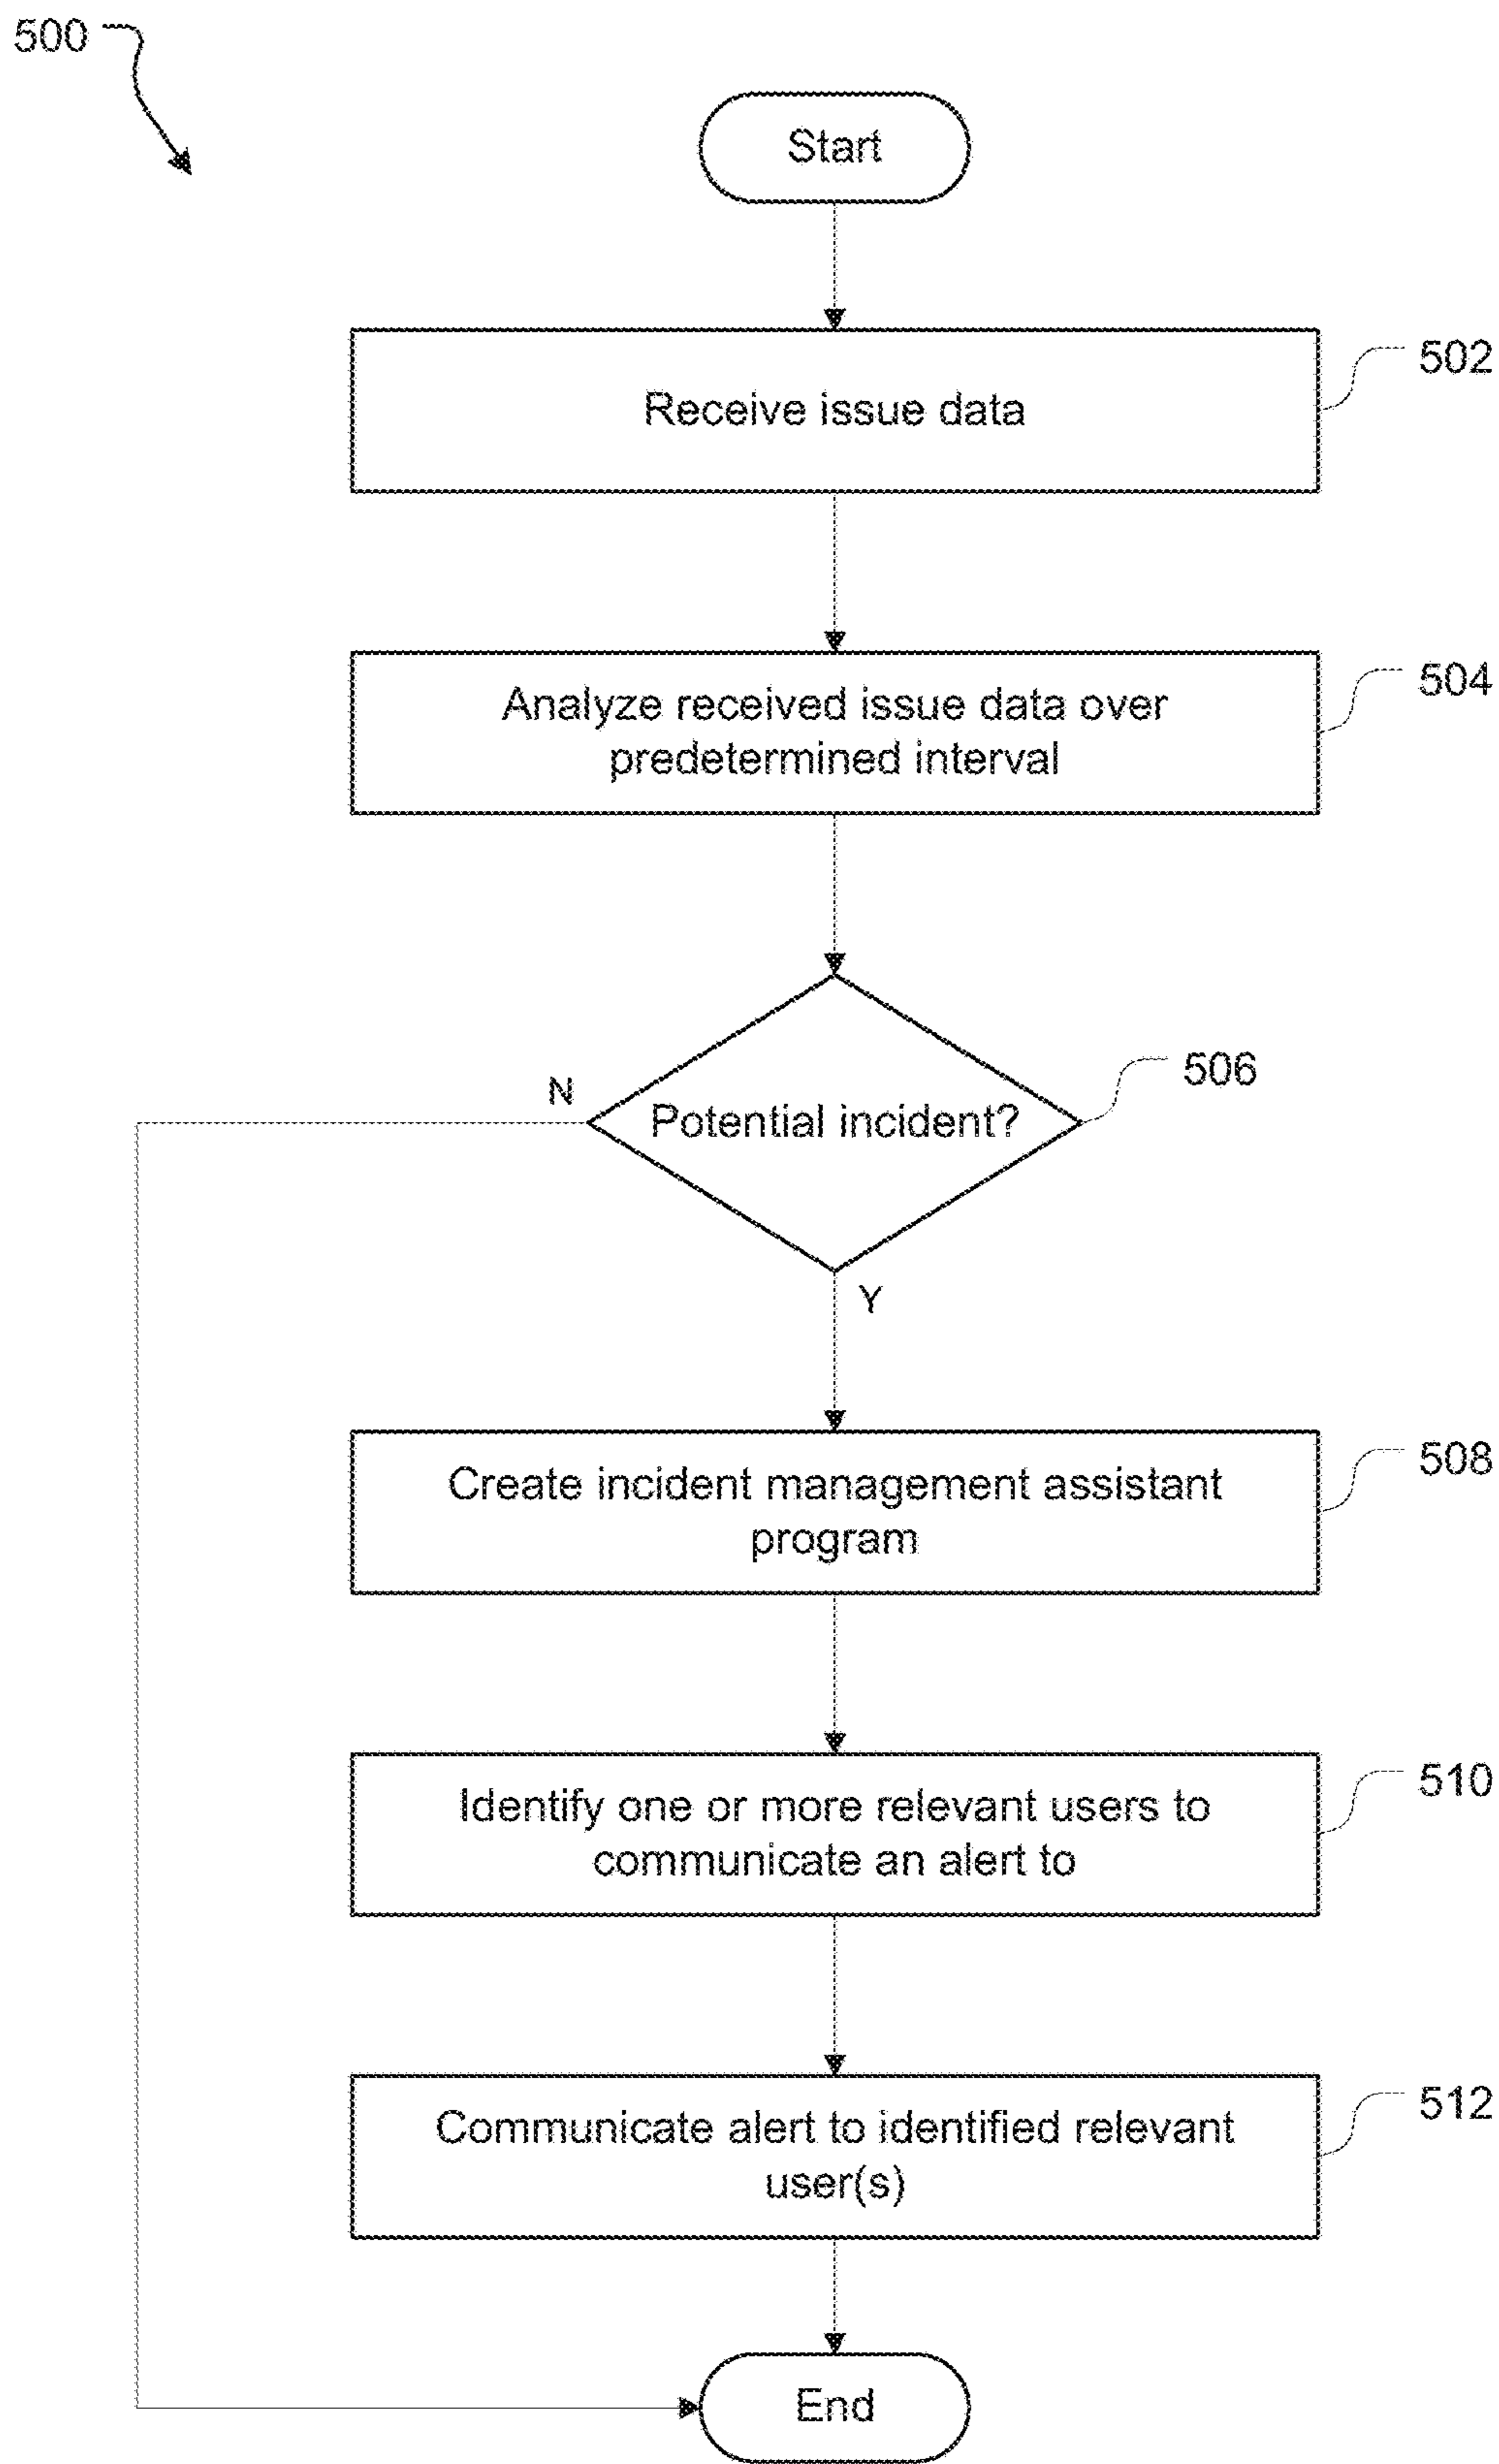 500
Start
Receive issue data
502
Analyze received issue data over
predetermined interval
504
Potential incident?
506
N
Y
Create incident management assistant
program
508
Identify one or more relevant users to
communicate an alert to
510
Communicate alert to identified relevant
user(s)
512
End